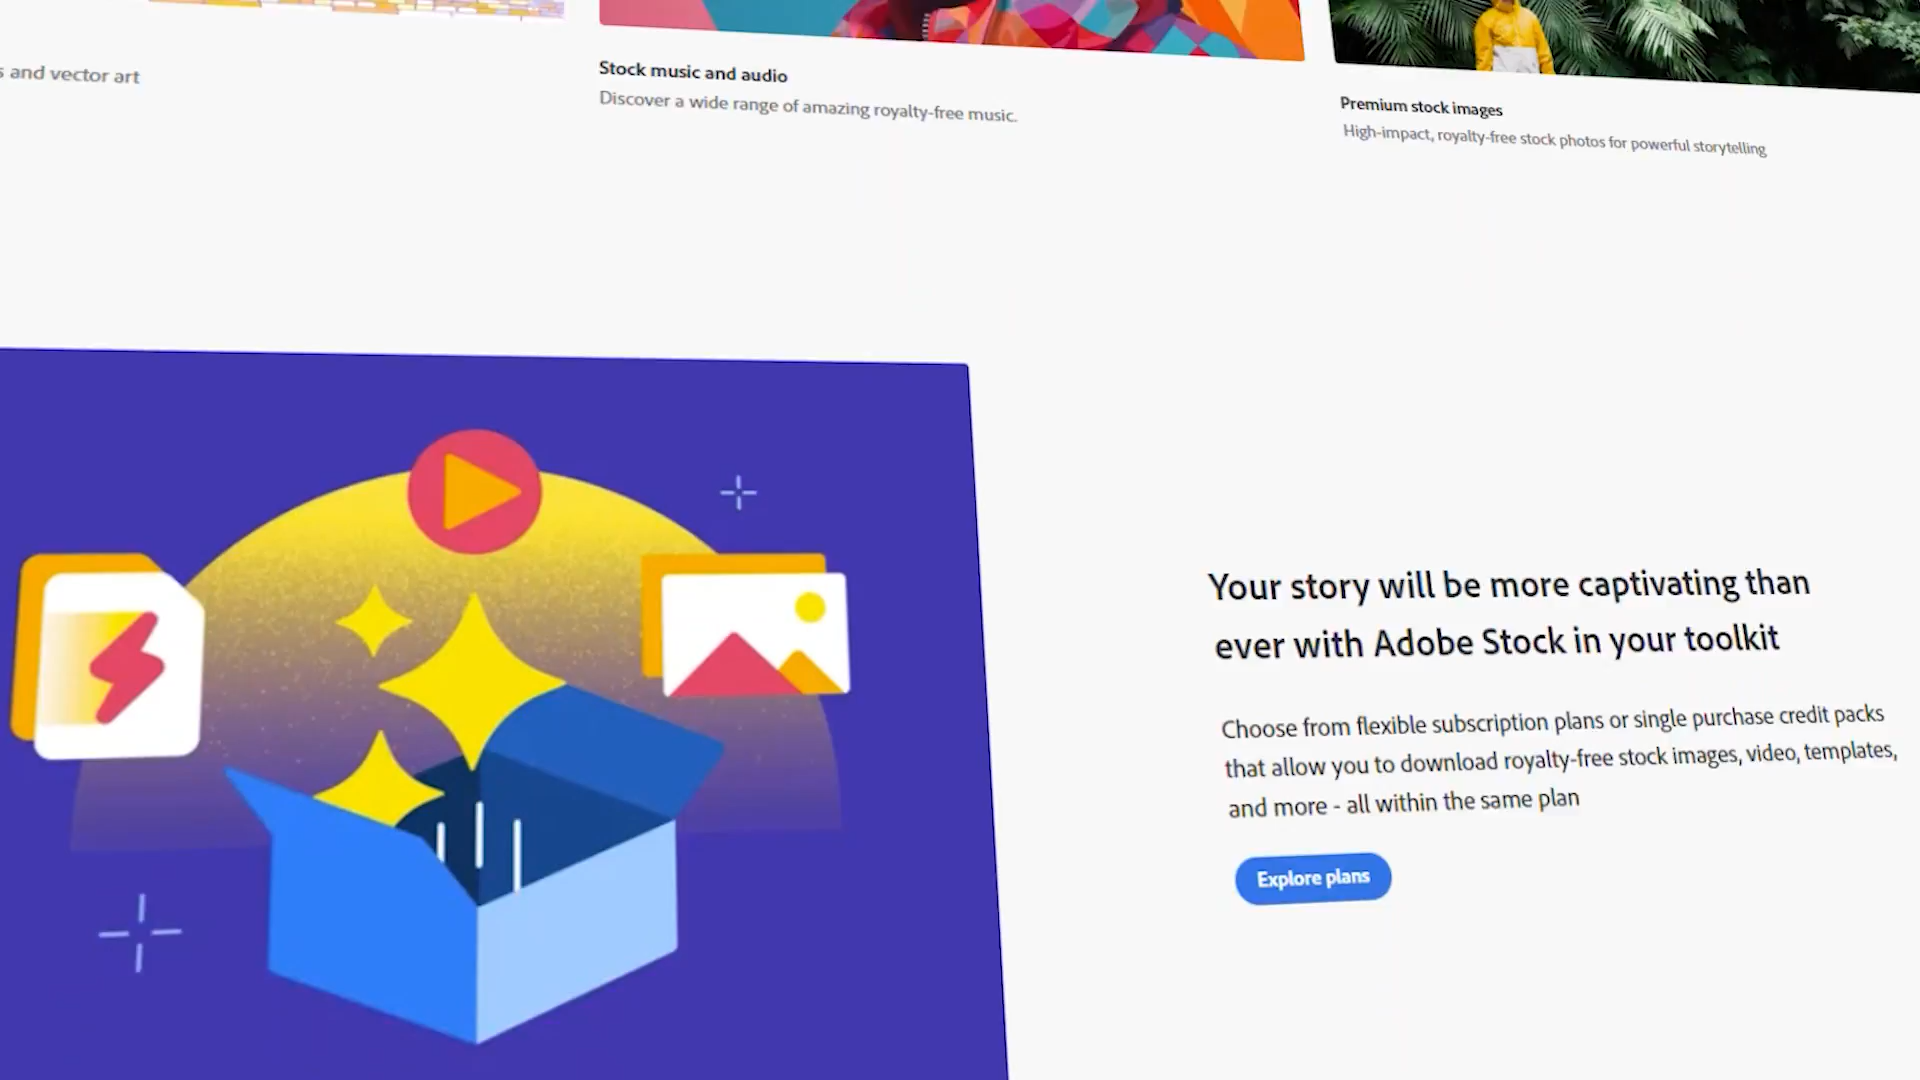 and vector art
Stock music and audio
Discover a wide range of amazing royalty-free music.
Premium stock images
High-impact, royalty-free stock photos for powerful storytelling
Your story will be more captivating than
ever with Adobe Stock in your toolkit
Choose from flexible subscription plans or single purchase credit packs
that allow you to download royalty-free stock images, video, templates,
and more - all within the same plan
Explore plans